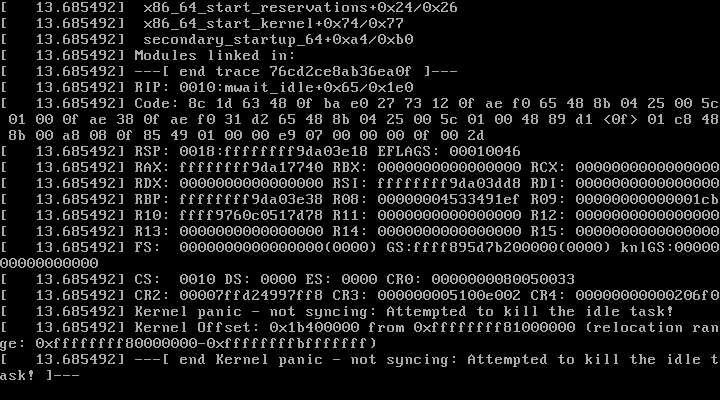 [   13.685492]  x86_64_start_reservations+0x24/0x26
[   13.685492]  x86_64_start_kernel+0x74/0x77
[   13.685492]  secondary_startup_64+0xa4/0xb0
[   13.685492] Modules linked in:
[   13.685492] ---[ end trace 76cd2ce8ab36ea0f ]---
[   13.685492] RIP: 0010:mwait_idle+0x65/0x1e0
[   13.685492] Code: 8c 1d 63 48 0f ba e0 27 73 12 0f ae f0 65 48 8b 04 25 00 5c
 01 00 0f ae 38 0f ae f0 31 d2 65 48 8b 04 25 00 5c 01 00 48 89 d1 <0f> 01 c8 48
 8b 00 a8 08 0f 85 49 01 00 00 e9 07 00 00 00 0f 00 2d
[   13.685492] RSP: 0018:ffffffff9da03e18 EFLAGS: 00010046
[   13.685492] RAX: ffffffff9da17740 RBX: 0000000000000000 RCX: 0000000000000000
[   13.685492] RDX: 0000000000000000 RSI: ffffffff9da03dd8 RDI: 0000000000000000
[   13.685492] RBP: ffffffff9da03e38 R08: 00000004533491ef R09: 00000000000001cb
[   13.685492] R10: ffff9760c0517d78 R11: 0000000000000000 R12: 0000000000000000
[   13.685492] R13: 0000000000000000 R14: 0000000000000000 R15: 0000000000000000
[   13.685492] FS:  0000000000000000(0000) GS:ffff895d7b200000(0000) knlGS:00000
00000000000
[   13.685492] CS:  0010 DS: 0000 ES: 0000 CR0: 0000000080050033
[   13.685492] CR2: 00007ffd24997ff8 CR3: 000000005100e002 CR4: 00000000000206f0
[   13.685492] Kernel panic - not syncing: Attempted to kill the idle task!
[   13.685492] Kernel Offset: 0x1b400000 from 0xffffffff81000000 (relocation ran
ge: 0xffffffff80000000-0xffffffffbfffffff)
[   13.685492] ---[ end Kernel panic - not syncing: Attempted to kill the idle t
ask! ]---